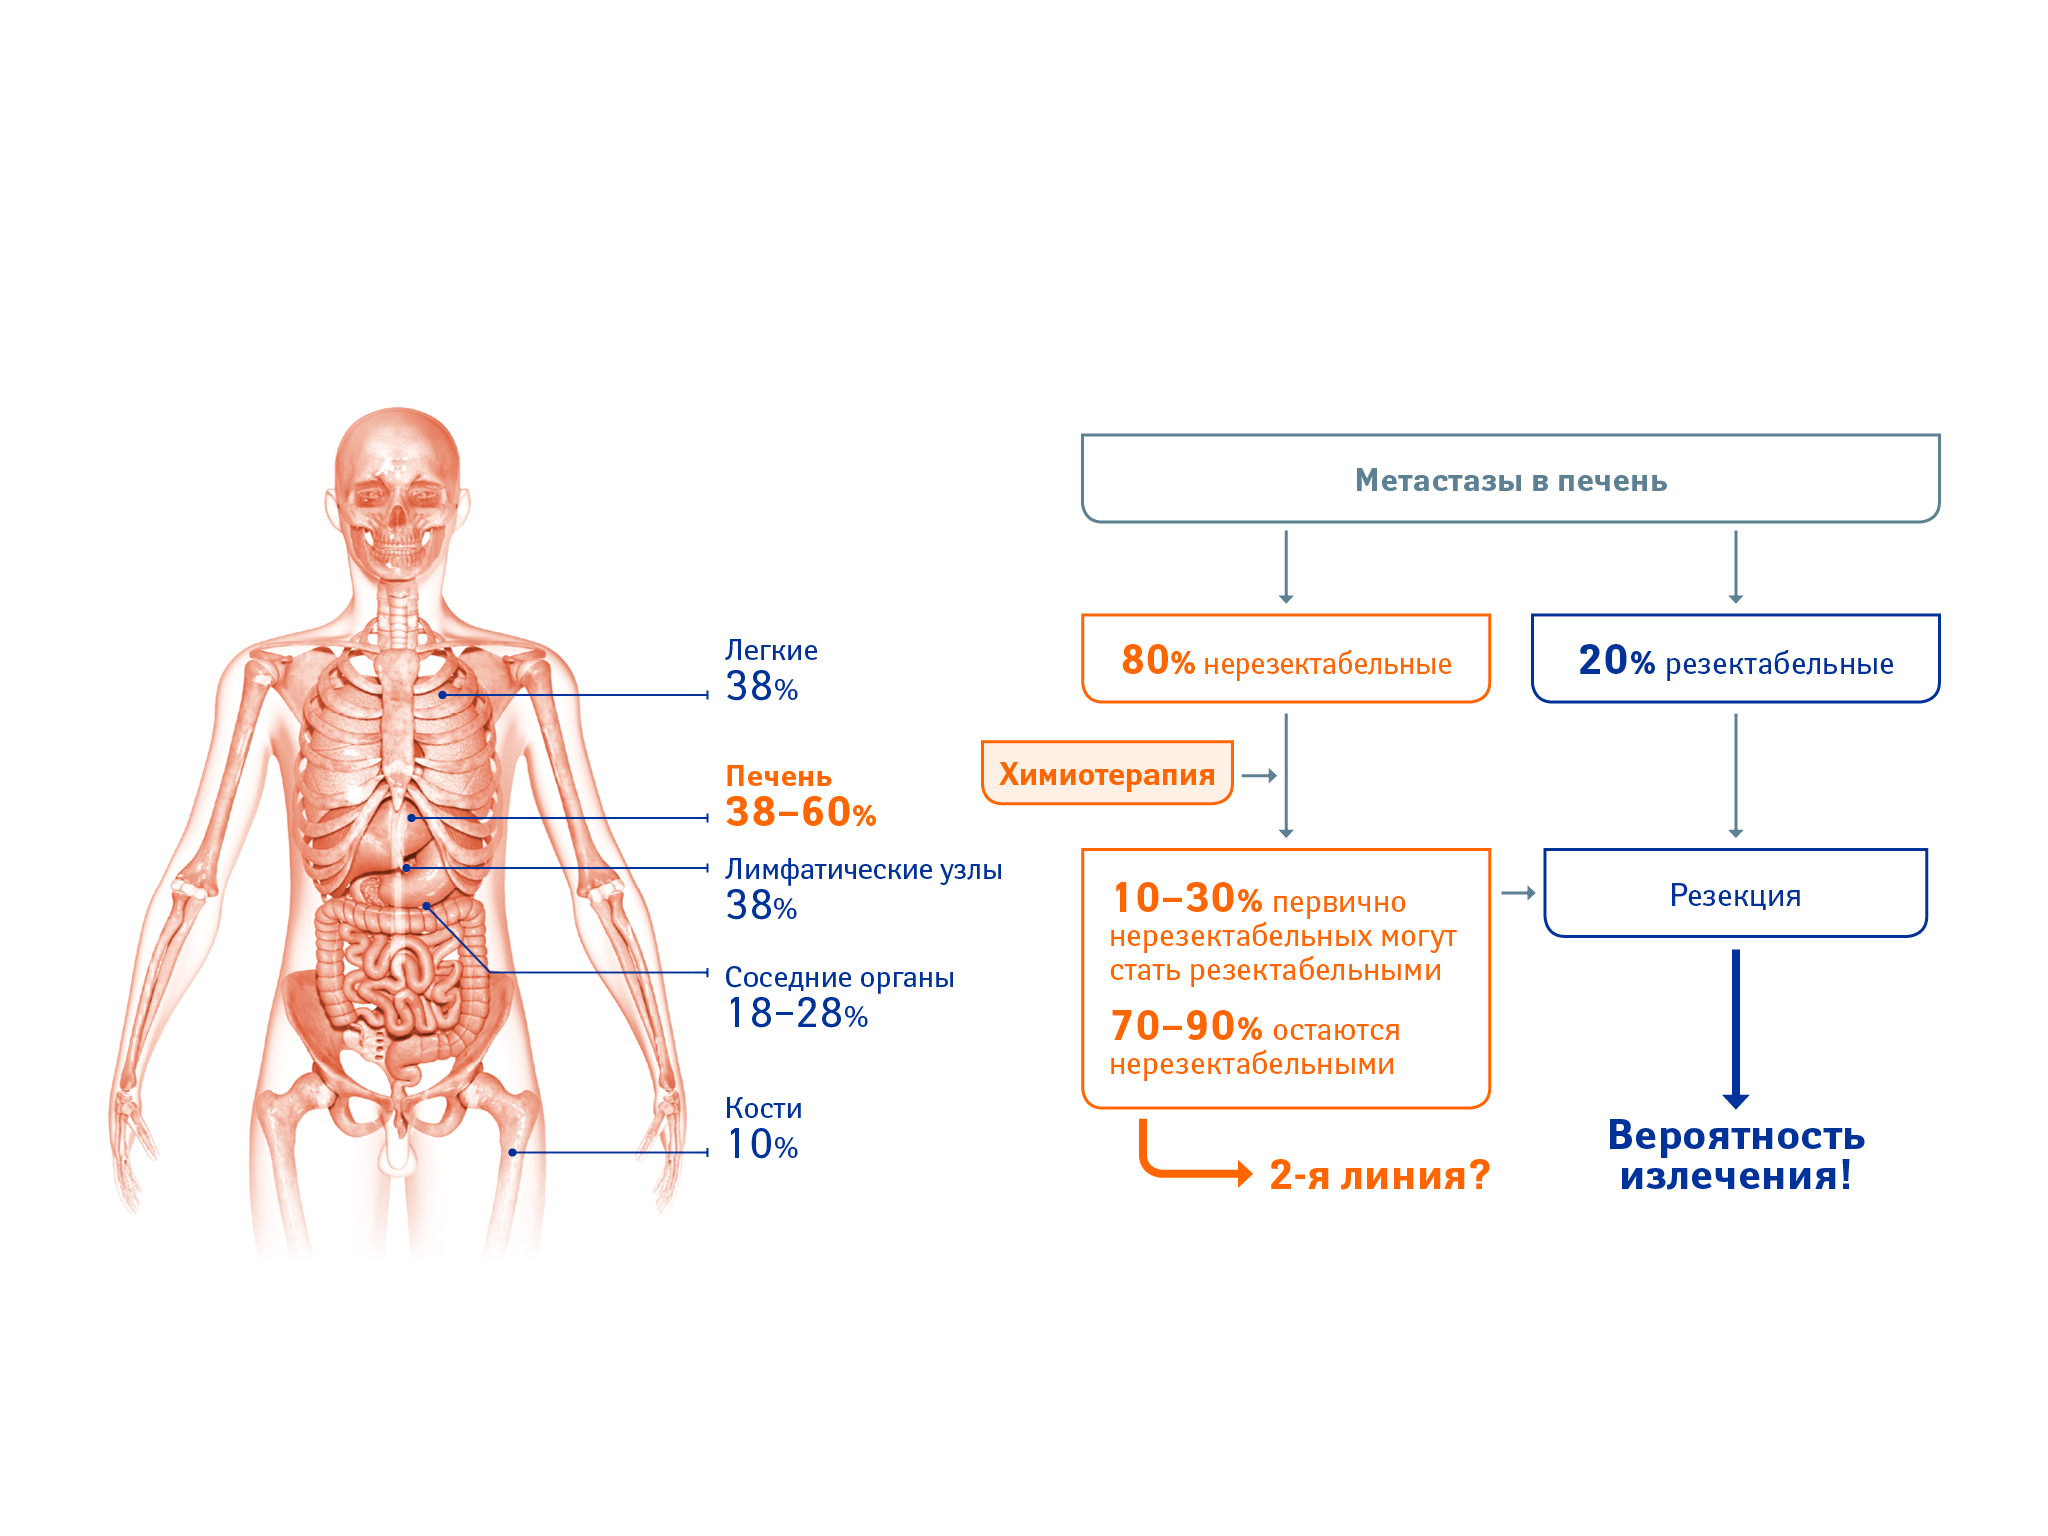 Легкие
38%
Печень
38–60%
Лимфатические узлы
38%
Соседние органы
18–28%
Кости
10%
Метастазы в печень
80% нерезектабельные
20% резектабельные
Химиотерапия
10–30% первично
нерезектабельных могут
стать резектабельными
70–90% остаются
нерезектабельными
Резекция
2-я линия?
Вероятность
излечения!